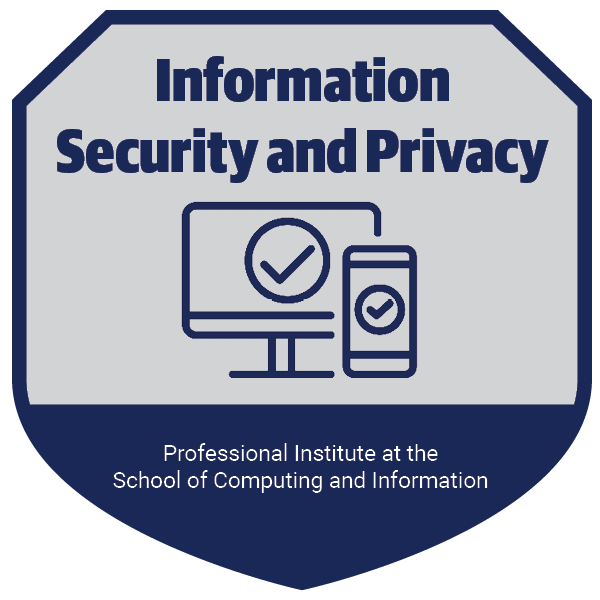 Information
Security and Privacy
Professional Institute at the
School of Computing and Information